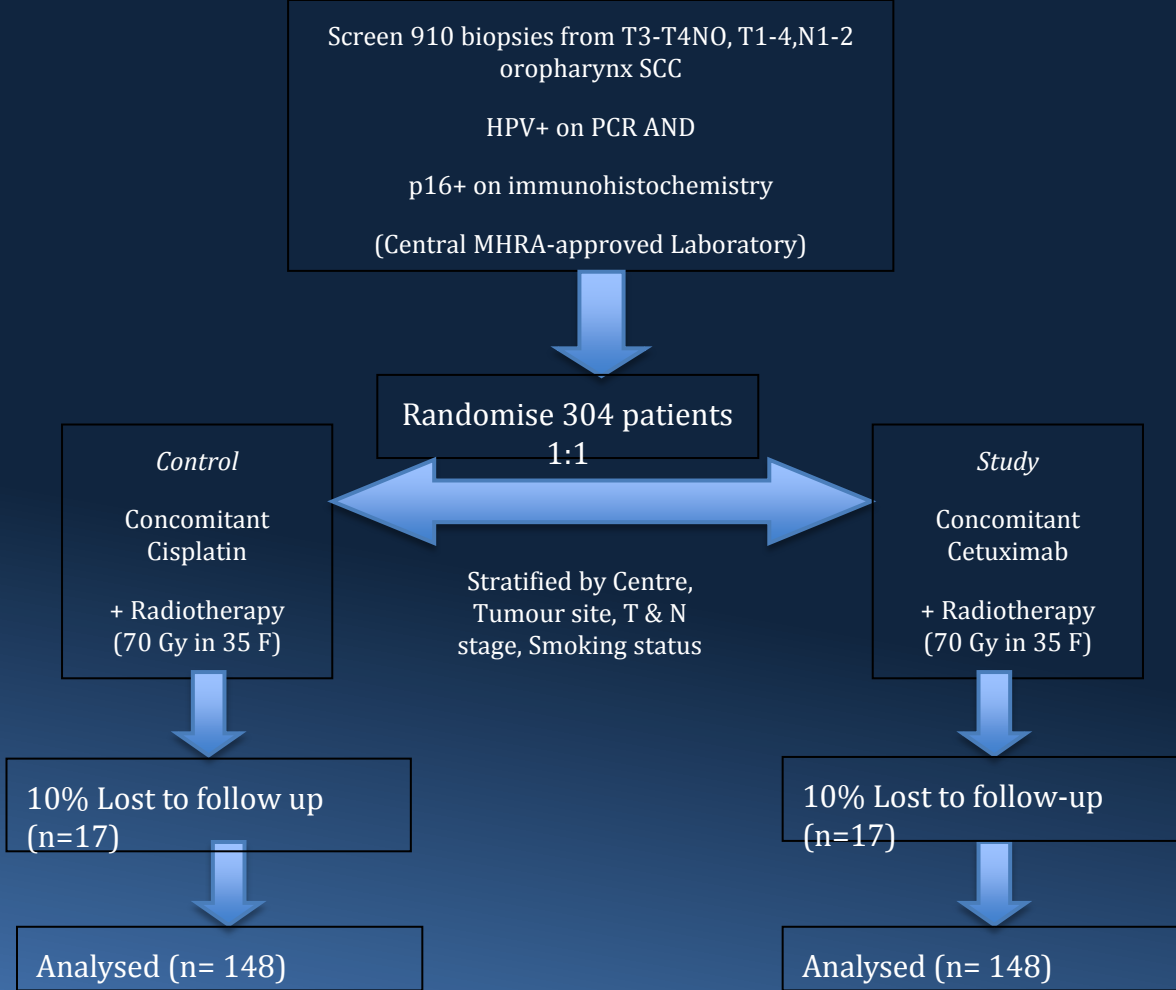 Screen 910 biopsies from T3-T4NO, T1-4,N1-2
oropharynx SCC
HPV+ on PCR AND
p16+ on immunohistochemistry
(Central MHRA-approved Laboratory)
Randomise 304 patients
1:1
Control
Concomitant
Cisplatin
+ Radiotherapy
(70 Gy in 35 F)
Stratified by Centre,
Tumour site, T & N
stage, Smoking status
Study
Concomitant
Cetuximab
+ Radiotherapy
(70 Gy in 35 F)
10% Lost to follow up
(n=17)
10% Lost to follow-up
(n=17)
Analysed (n= 148)
Analysed (n= 148)